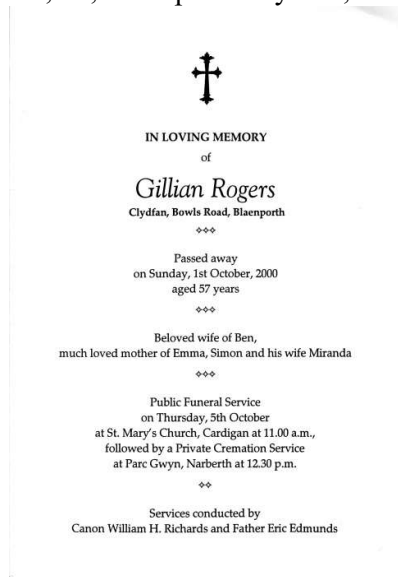 IN LOVING MEMORY
of
Gillian Rogers
Clydfan, Bowls Road, Blaenporth
Passed away
on Sunday, 1st October, 2000
aged 57 years
Beloved wife of Ben,
much loved mother of Emma, Simon and his wife Miranda
Public Funeral Service
on Thursday, 5th October
at St. Mary's Church, Cardigan at 11.00 a.m.,
followed by a Private Cremation Service
at Parc Gwyn, Narberth at 12.30 p.m.
Services conducted by
Canon William H. Richards and Father Eric Edmunds